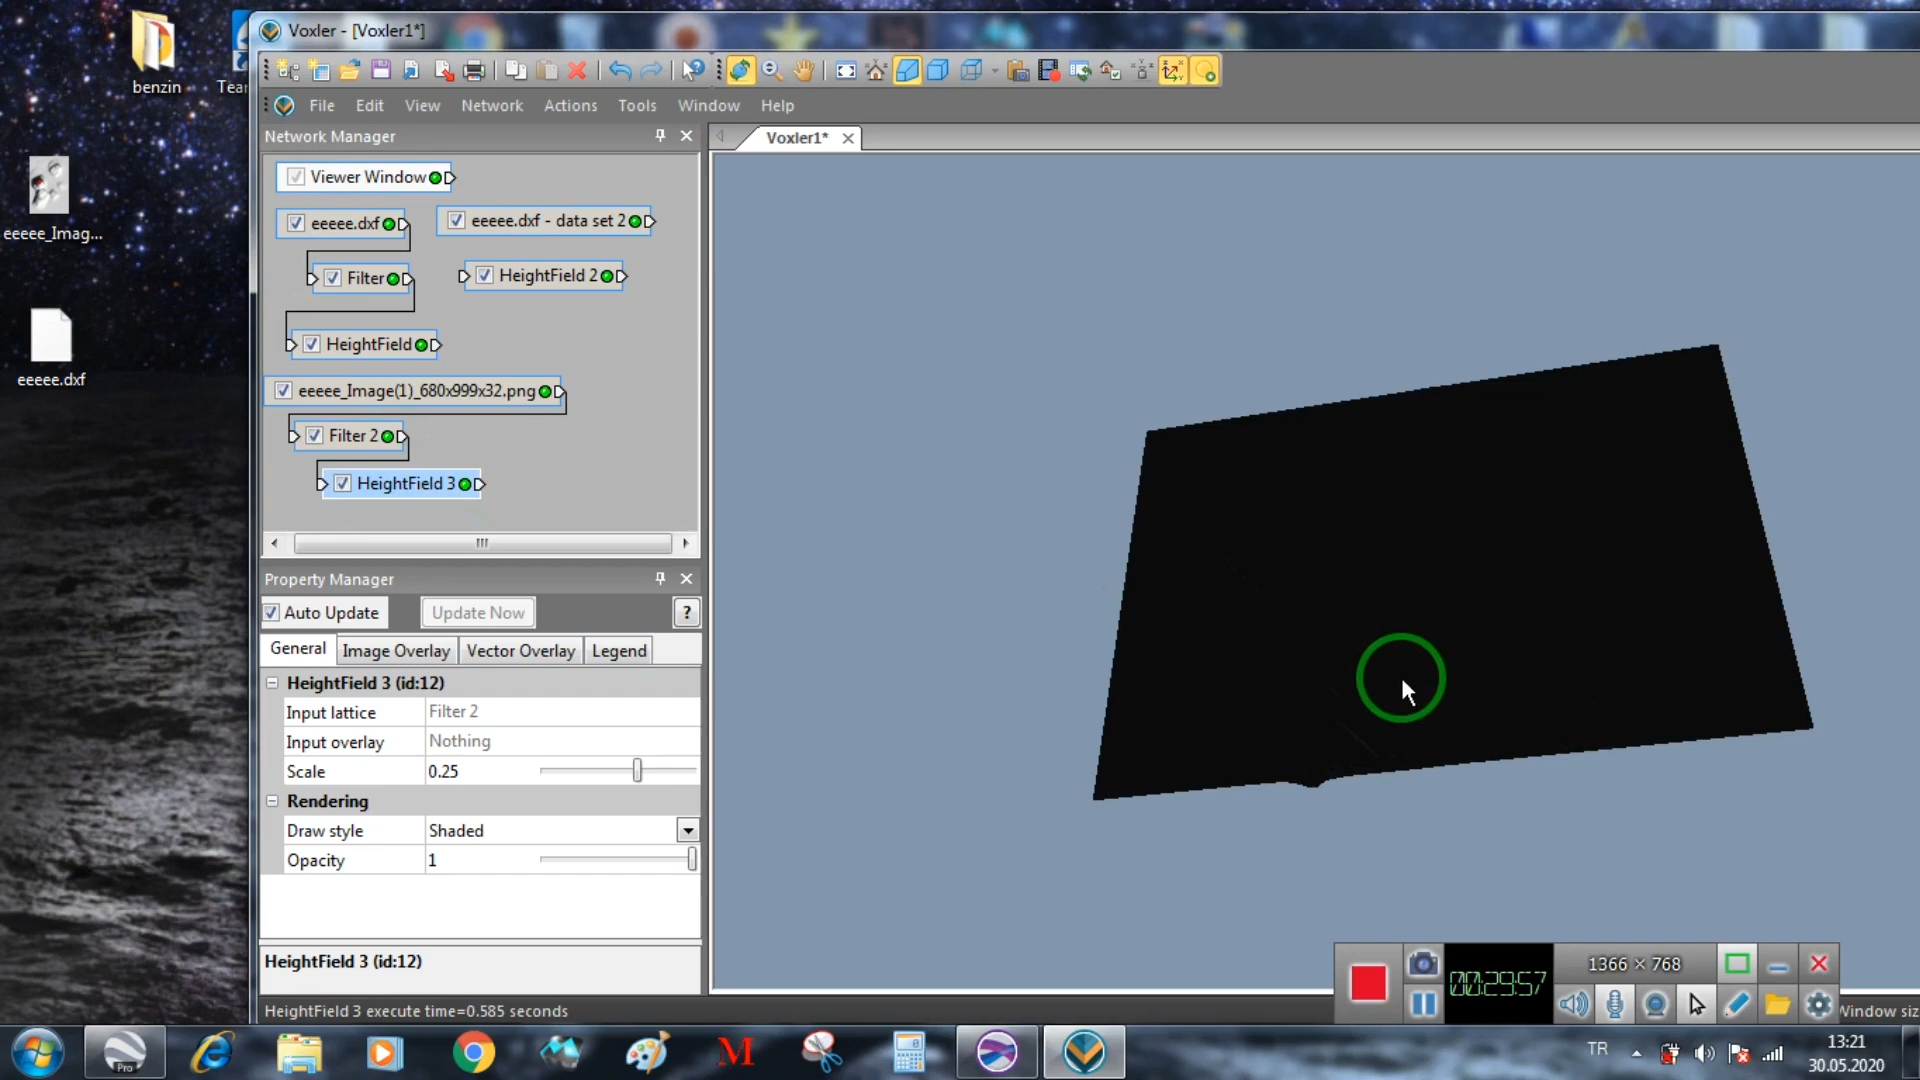 benzin
Tear
eeeee_Imag...
eeeee.dxf
Voxler - [Voxler1*]
File Edit View Network Actions Tools Window Help
Network Manager
Voxler1*
Viewer Window
eeeee.dxf
eeeee.dxf - data set 2
Filter
HeightField 2
HeightField
eeeee_Image(1)_680x999x32.png
Filter 2
HeightField 3
Property Manager
Auto Update
Update Now
?
General Image Overlay Vector Overlay Legend
HeightField 3 (id:12)
Input lattice Filter 2
Input overlay Nothing
Scale 0.25
Rendering
Draw style Shaded
Opacity 1
HeightField 3 (id:12)
HeightField 3 execute time=0.585 seconds
Window siz
00:29:57
1366 × 768
Pro
M
TR
13:21
30.05.2020